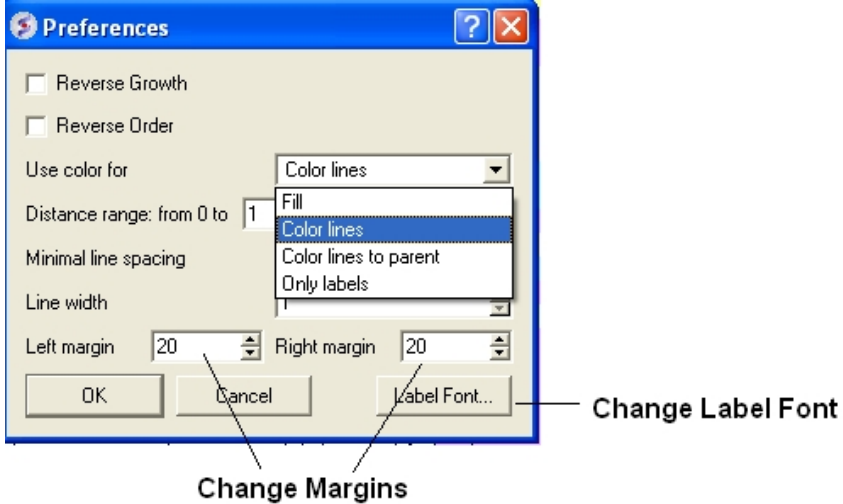 Preferences
Reverse Growth
Reverse Order
Use color for Color lines
Fill
Distance range: from 0 to 1
Color lines
Minimal line spacing
Color lines to parent
Only labels
Line width
Left margin 20 Right margin 20
OK Cancel Label Font...
Change Label Font
Change Margins